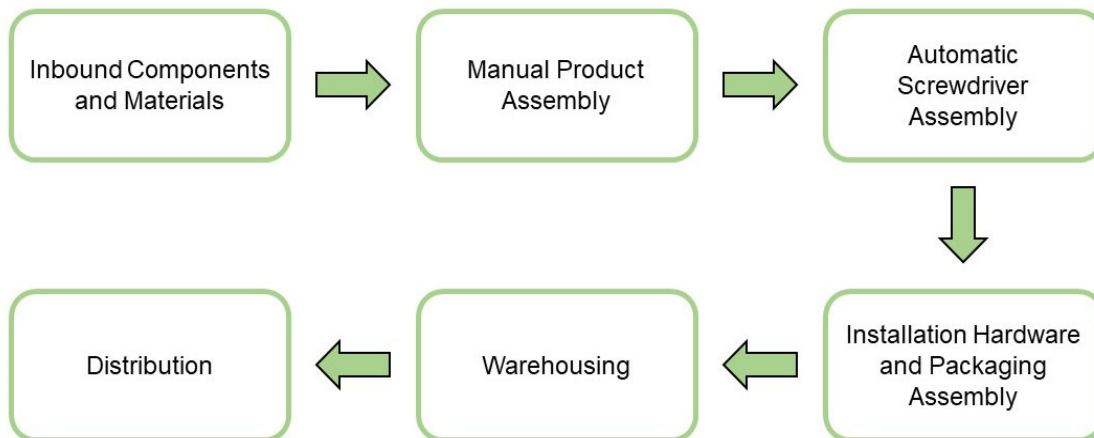 Inbound Components
and Materials
Manual Product
Assembly
Automatic
Screwdriver
Assembly
Installation Hardware
and Packaging
Assembly
Warehousing
Distribution